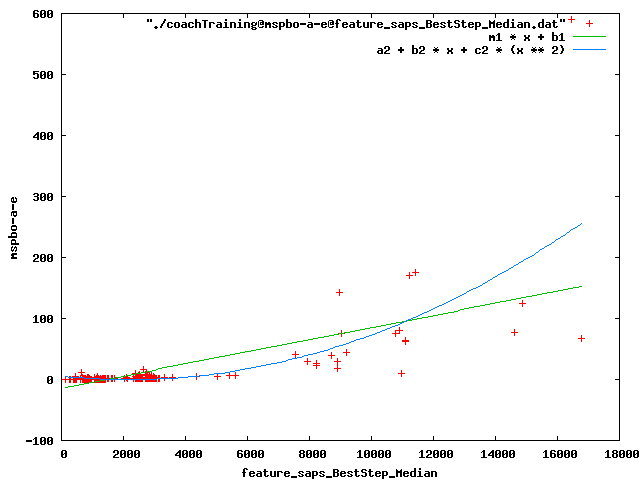 600
500
400
300
200
100
0
-100
mspbo-a-e
"./coachTraining@mspbo-a-e@feature_saps_BestStep_Median.dat"
m1 * x + b1
a2 + b2 * x + c2 * (x ** 2)
0 2000 4000 6000 8000 10000 12000 14000 16000 18000
feature_saps_BestStep_Median